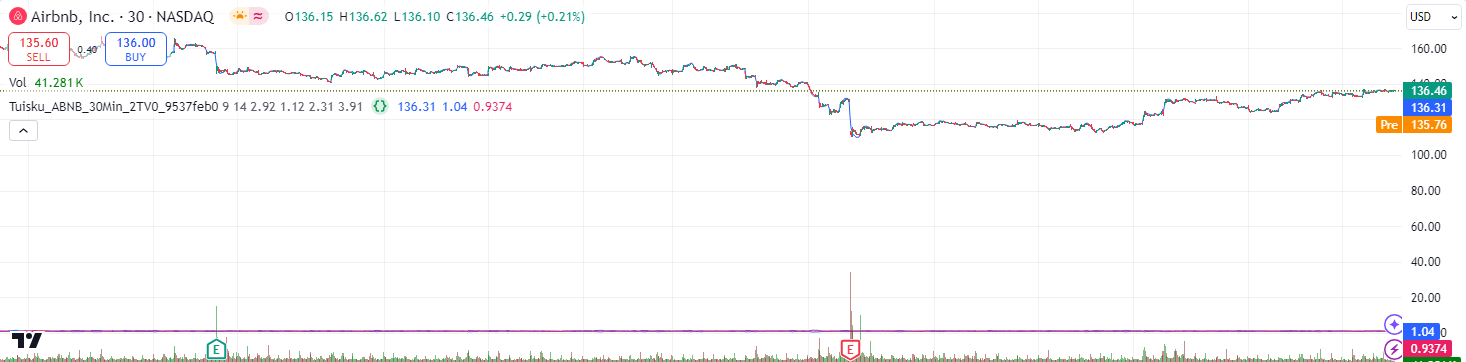 Airbnb, Inc. · 30 · NASDAQ O136.15 H136.62 L136.10 C136.46 +0.29 (+0.21%)
USD
135.60 SELL
0.40
136.00 BUY
Vol 41.281 K
Tuisku_ABNB_30Min_2TV0_9537feb0 9 14 2.92 1.12 2.31 3.91 136.31 1.04 0.9374
160.00
136.46
136.31
Pre 135.76
100.00
80.00
60.00
40.00
20.00
1.04
0.9374
E
E